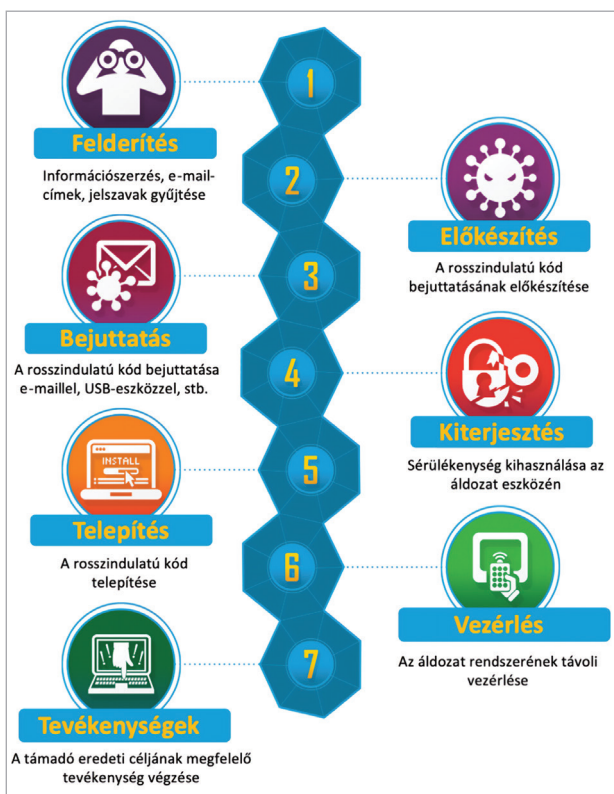 1
Felderítés
Információszerzés, e-mail-
címek, jelszavak gyűjtése
2
Előkészítés
A rosszindulatú kód
bejuttatásának előkészítése
3
Bejuttatás
A rosszindulatú kód bejuttatása
e-maillel, USB-eszközzel, stb.
4
Kiterjesztés
Sérülékenység kihasználása az
áldozat eszközén
5
INSTALL
Telepítés
A rosszindulatú kód
telepítése
6
Vezérlés
Az áldozat rendszerének távoli
vezérlése
7
Tevékenységek
A támadó eredeti céljának megfelelő
tevékenység végzése